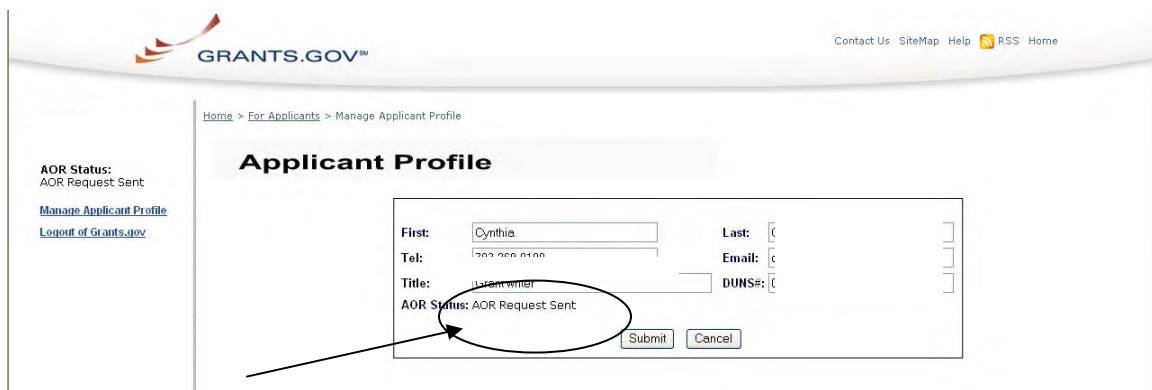 GRANTS.GOV℠
Contact Us SiteMap Help RSS Home
Home > For Applicants > Manage Applicant Profile
AOR Status:
AOR Request Sent
Manage Applicant Profile
Logout of Grants.gov
Applicant Profile
First: Cynthia Last:
Tel: Email:
Title: Grant writer DUNS#:
AOR Status: AOR Request Sent
Submit Cancel